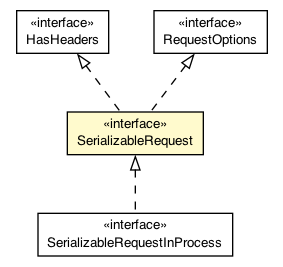 «interface»
HasHeaders
«interface»
RequestOptions
«interface»
SerializableRequest
«interface»
SerializableRequestInProcess